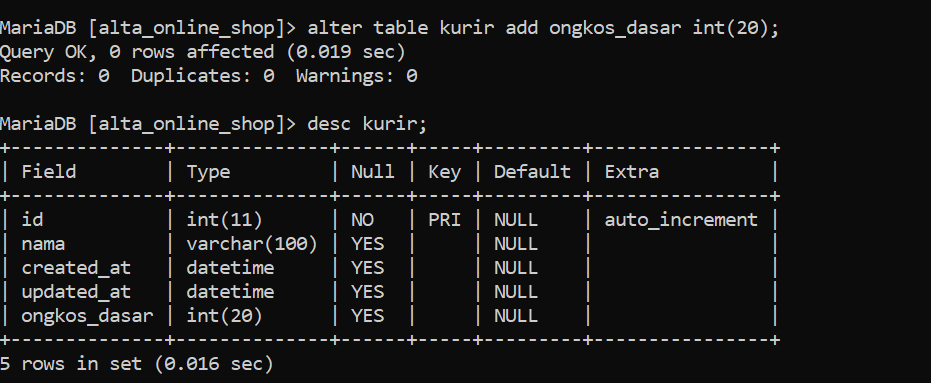 MariaDB [alta_online_shop]> alter table kurir add ongkos_dasar int(20);
Query OK, 0 rows affected (0.019 sec)
Records: 0  Duplicates: 0  Warnings: 0

MariaDB [alta_online_shop]> desc kurir;
+--------------+--------------+------+-----+---------+----------------+
| Field        | Type         | Null | Key | Default | Extra          |
+--------------+--------------+------+-----+---------+----------------+
| id           | int(11)      | NO   | PRI | NULL    | auto_increment |
| nama         | varchar(100) | YES  |     | NULL    |                |
| created_at   | datetime     | YES  |     | NULL    |                |
| updated_at   | datetime     | YES  |     | NULL    |                |
| ongkos_dasar | int(20)      | YES  |     | NULL    |                |
+--------------+--------------+------+-----+---------+----------------+
5 rows in set (0.016 sec)